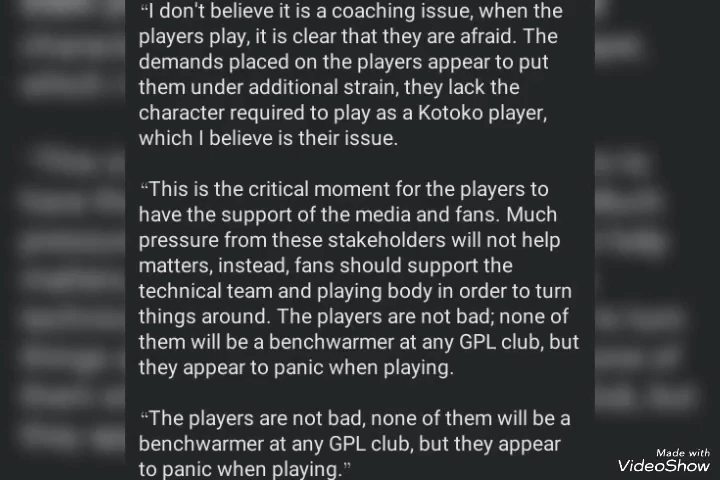 “I don't believe it is a coaching issue, when the
players play, it is clear that they are afraid. The
demands placed on the players appear to put
them under additional strain, they lack the
character required to play as a Kotoko player,
which I believe is their issue.
“This is the critical moment for the players to
have the support of the media and fans. Much
pressure from these stakeholders will not help
matters, instead, fans should support the
technical team and playing body in order to turn
things around. The players are not bad; none of
them will be a benchwarmer at any GPL club, but
they appear to panic when playing.
“The players are not bad, none of them will be a
benchwarmer at any GPL club, but they appear
to panic when playing.”
Made with
VideoShow